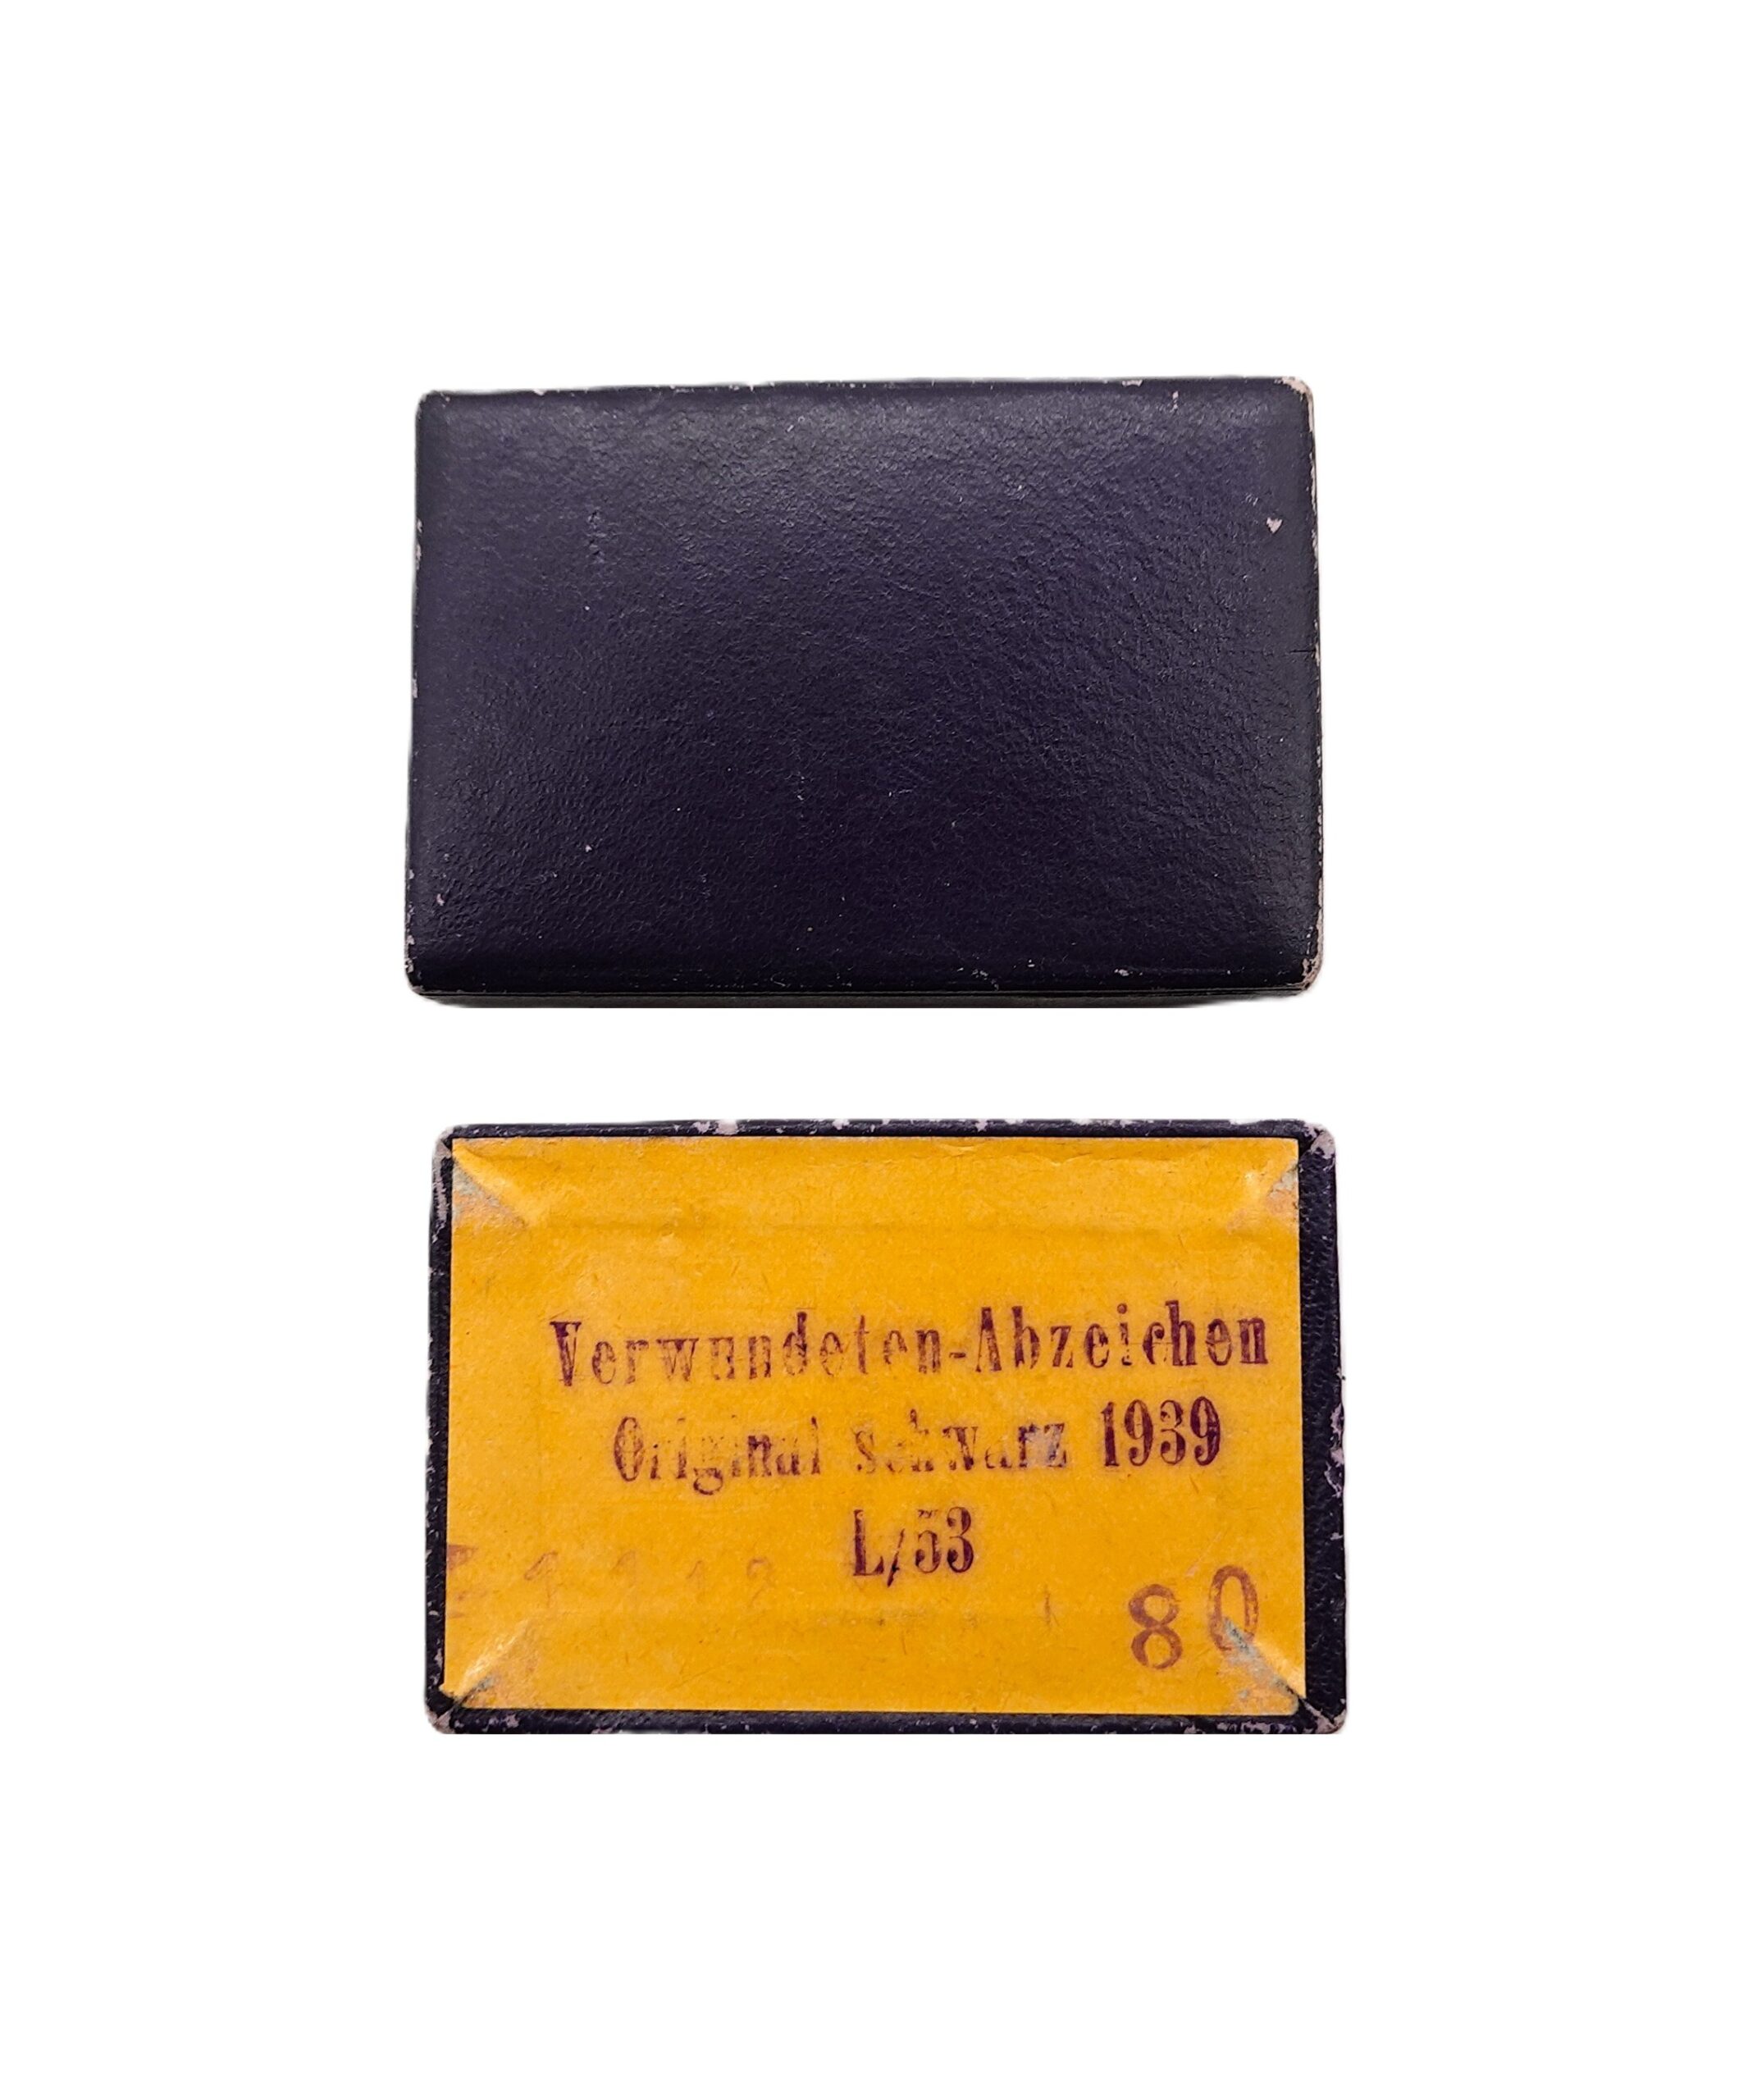 Verwundeten-Abzeichen
Original schwarz 1939
L/53
80